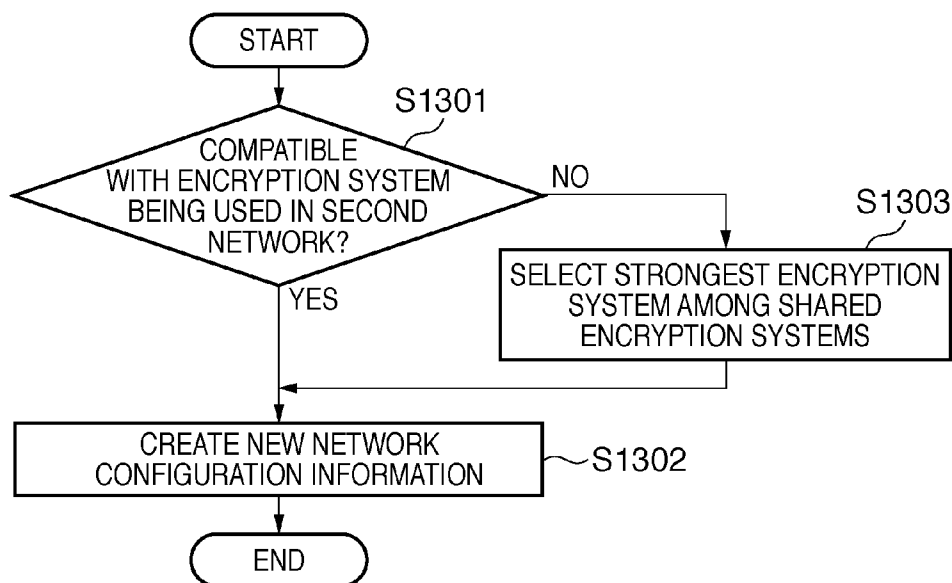 START
S1301
COMPATIBLE
WITH ENCRYPTION SYSTEM
BEING USED IN SECOND
NETWORK?
NO
YES
S1303
SELECT STRONGEST ENCRYPTION
SYSTEM AMONG SHARED
ENCRYPTION SYSTEMS
CREATE NEW NETWORK
CONFIGURATION INFORMATION
S1302
END